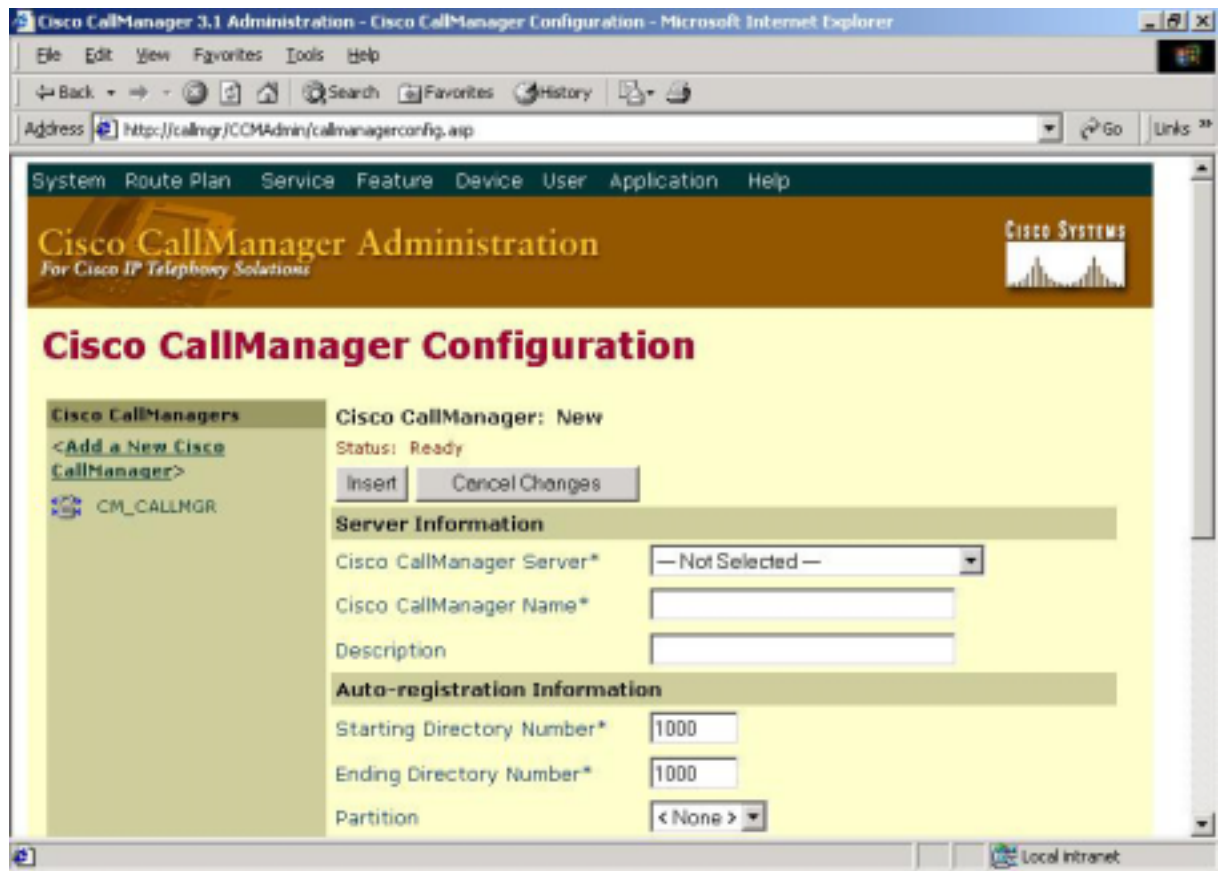 Cisco CallManager 3.1 Administration - Cisco CallManager Configuration - Microsoft Internet Explorer
File Edit View Favorites Tools Help
Back Search Favorites History
Address http://callmgr/CCMAdmin/callmanagerconfig.asp Go Links »
System Route Plan Service Feature Device User Application Help
Cisco CallManager Administration
For Cisco IP Telephony Solutions
CISCO SYSTEMS
Cisco CallManager Configuration
Cisco CallManagers
<Add a New Cisco
CallManager>
CM_CALLMGR
Cisco CallManager: New
Status: Ready
Insert Cancel Changes
Server Information
Cisco CallManager Server* — Not Selected —
Cisco CallManager Name*
Description
Auto-registration Information
Starting Directory Number* 1000
Ending Directory Number* 1000
Partition < None >
Local intranet